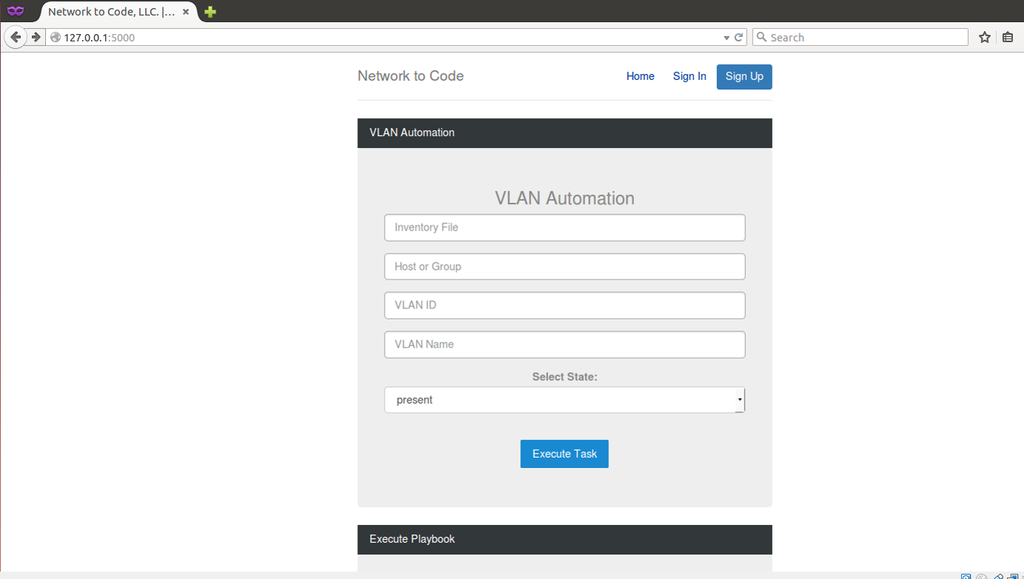 Network to Code, LLC. |...
127.0.0.1:5000
Search
Network to Code
Home
Sign In
Sign Up
VLAN Automation
VLAN Automation
Inventory File
Host or Group
VLAN ID
VLAN Name
Select State:
present
Execute Task
Execute Playbook